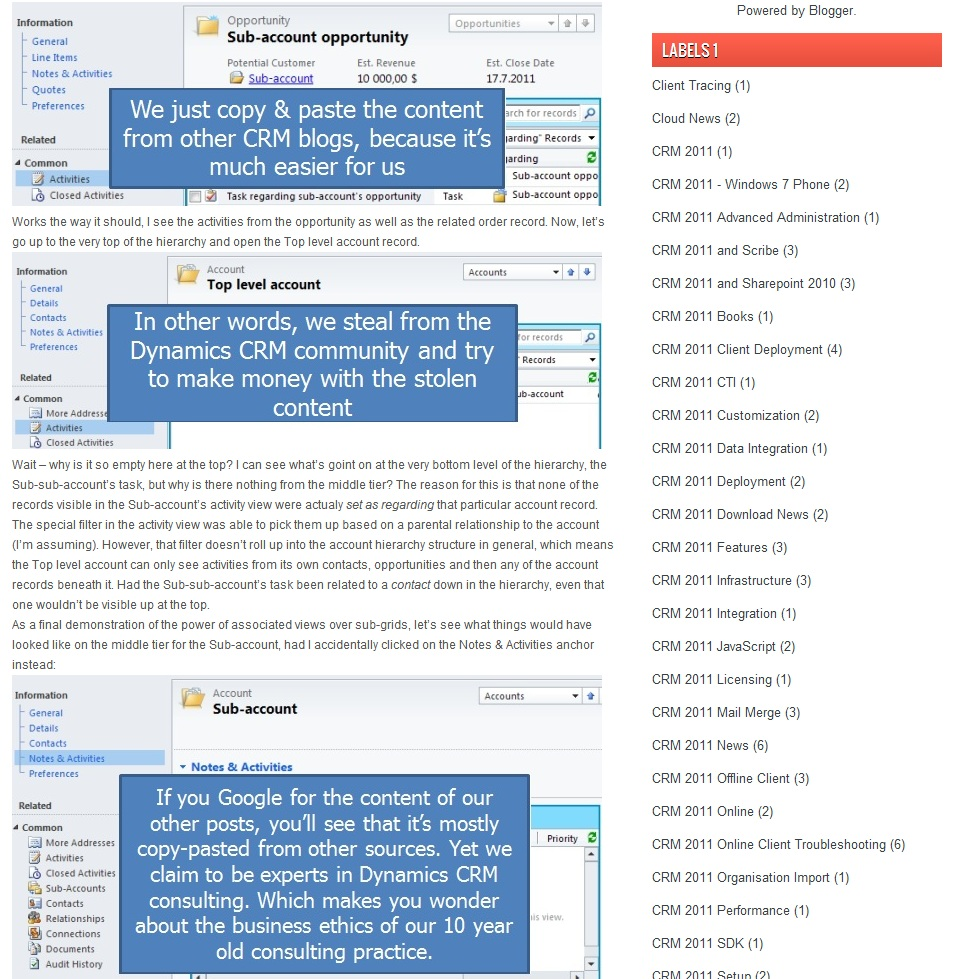 Information
General
Line Items
Notes & Activities
Quotes
Preferences
Related
Common
Activities
Closed Activities
Opportunity
Sub-account opportunity
Opportunities
Potential Customer
Est. Revenue
Est. Close Date
Sub-account
10 000,00 $
17.7.2011
We just copy & paste the content
from other CRM blogs, because it's
much easier for us
arch for records
garding" Records
garding
Sub-account oppo
Task regarding sub-account's opportunity
Task
Sub-account oppo
Works the way it should, I see the activities from the opportunity as well as the related order record. Now, let's
go up to the very top of the hierarchy and open the Top level account record.
Information
General
Details
Contacts
Notes & Activities
Preferences
Related
Common
More Addresse
Activities
Closed Activities
Account
Top level account
Accounts
In other words, we steal from the
Dynamics CRM community and try
to make money with the stolen
content
for records
" Records
ub-account
Wait – why is it so empty here at the top? I can see what's goint on at the very bottom level of the hierarchy, the
Sub-sub-account's task, but why is there nothing from the middle tier? The reason for this is that none of the
records visible in the Sub-account's activity view were actualy set as regarding that particular account record.
The special filter in the activity view was able to pick them up based on a parental relationship to the account
(I'm assuming). However, that filter doesn't roll up into the account hierarchy structure in general, which means
the Top level account can only see activities from its own contacts, opportunities and then any of the account
records beneath it. Had the Sub-sub-account's task been related to a contact down in the hierarchy, even that
one wouldn't be visible up at the top.
As a final demonstration of the power of associated views over sub-grids, let's see what things would have
looked like on the middle tier for the Sub-account, had I accidentally clicked on the Notes & Activities anchor
instead:
Information
General
Details
Contacts
Notes & Activities
Preferences
Related
Common
More Addresses
Activities
Closed Activities
Sub-Accounts
Contacts
Relationships
Connections
Documents
Audit History
Account
Sub-account
Accounts
Notes & Activities
Priority
is view.
If you Google for the content of our
other posts, you'll see that it's mostly
copy-pasted from other sources. Yet we
claim to be experts in Dynamics CRM
consulting. Which makes you wonder
about the business ethics of our 10 year
old consulting practice.
Powered by Blogger.
LABELS 1
Client Tracing (1)
Cloud News (2)
CRM 2011 (1)
CRM 2011 - Windows 7 Phone (2)
CRM 2011 Advanced Administration (1)
CRM 2011 and Scribe (3)
CRM 2011 and Sharepoint 2010 (3)
CRM 2011 Books (1)
CRM 2011 Client Deployment (4)
CRM 2011 CTI (1)
CRM 2011 Customization (2)
CRM 2011 Data Integration (1)
CRM 2011 Deployment (2)
CRM 2011 Download News (2)
CRM 2011 Features (3)
CRM 2011 Infrastructure (3)
CRM 2011 Integration (1)
CRM 2011 JavaScript (2)
CRM 2011 Licensing (1)
CRM 2011 Mail Merge (3)
CRM 2011 News (6)
CRM 2011 Offline Client (3)
CRM 2011 Online (2)
CRM 2011 Online Client Troubleshooting (6)
CRM 2011 Organisation Import (1)
CRM 2011 Performance (1)
CRM 2011 SDK (1)
CRM 2011 Setup (2)